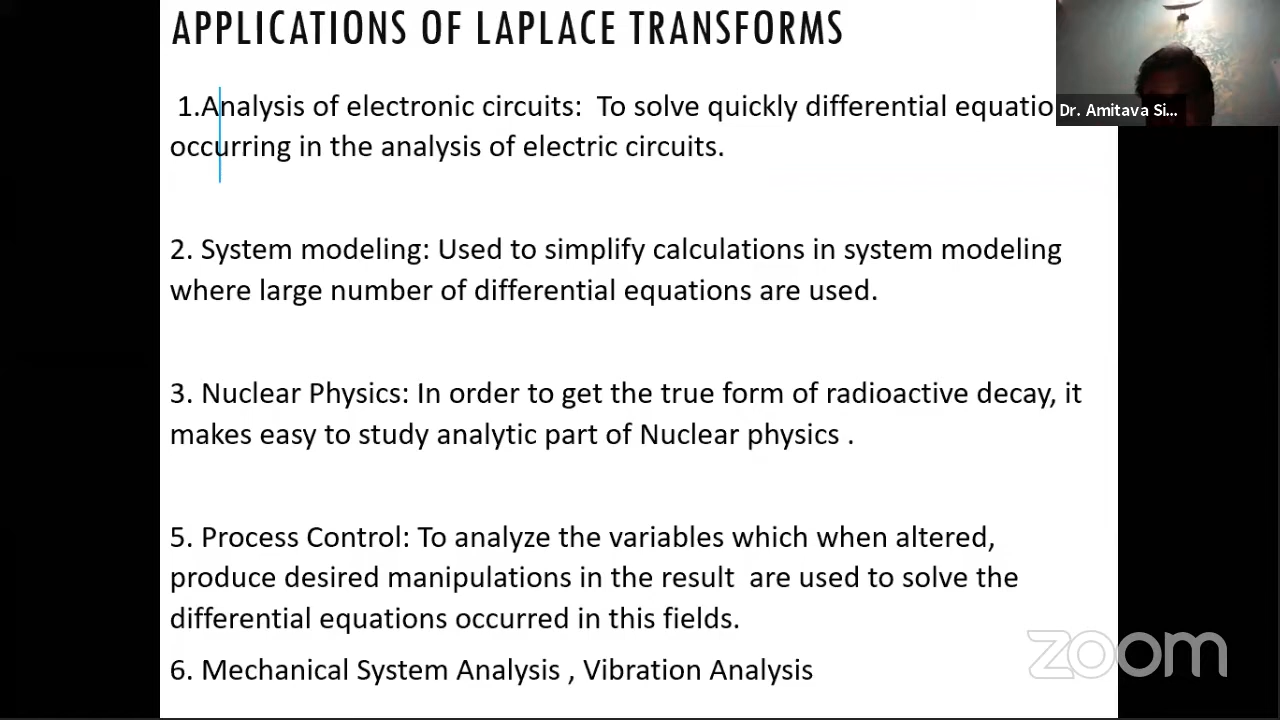 APPLICATIONS OF LAPLACE TRANSFORMS
1.Analysis of electronic circuits: To solve quickly differential equatio
occurring in the analysis of electric circuits.
2. System modeling: Used to simplify calculations in system modeling
where large number of differential equations are used.
3. Nuclear Physics: In order to get the true form of radioactive decay, it
makes easy to study analytic part of Nuclear physics .
5. Process Control: To analyze the variables which when altered,
produce desired manipulations in the result are used to solve the
differential equations occurred in this fields.
6. Mechanical System Analysis , Vibration Analysis
Dr. Amitava Si...
zoom